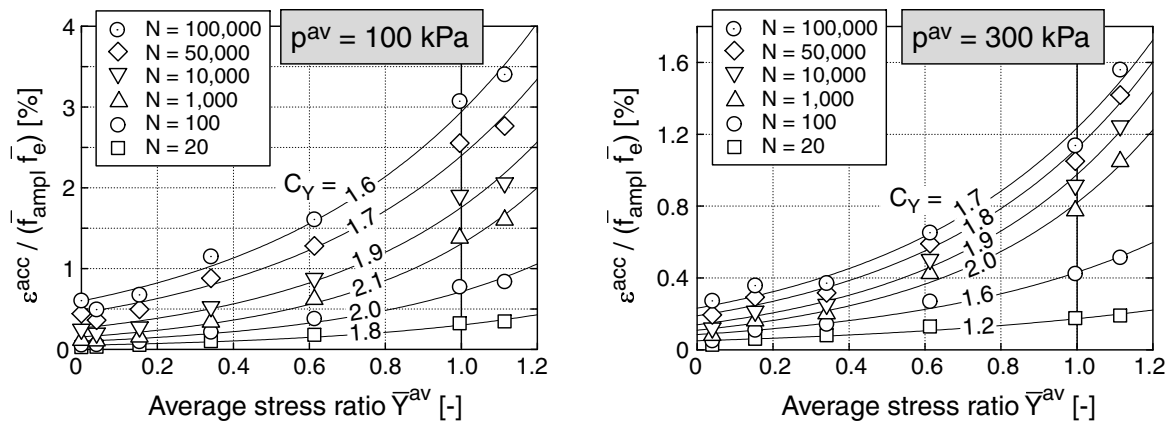 p^av = 100 kPa
N = 100,000
N = 50,000
N = 10,000
N = 1,000
N = 100
N = 20
4
3
2
1
0
ε^acc / (f̄_ampl f̄_e) [%]
C_Y = 1.6
1.7
1.9
2.1
2.0
1.8
0 0.2 0.4 0.6 0.8 1.0 1.2
Average stress ratio Ȳ^av [-]
p^av = 300 kPa
N = 100,000
N = 50,000
N = 10,000
N = 1,000
N = 100
N = 20
1.6
1.2
0.8
0.4
0
ε^acc / (f̄_ampl f̄_e) [%]
C_Y = 1.7
1.8
1.9
2.0
1.6
1.2
0 0.2 0.4 0.6 0.8 1.0 1.2
Average stress ratio Ȳ^av [-]